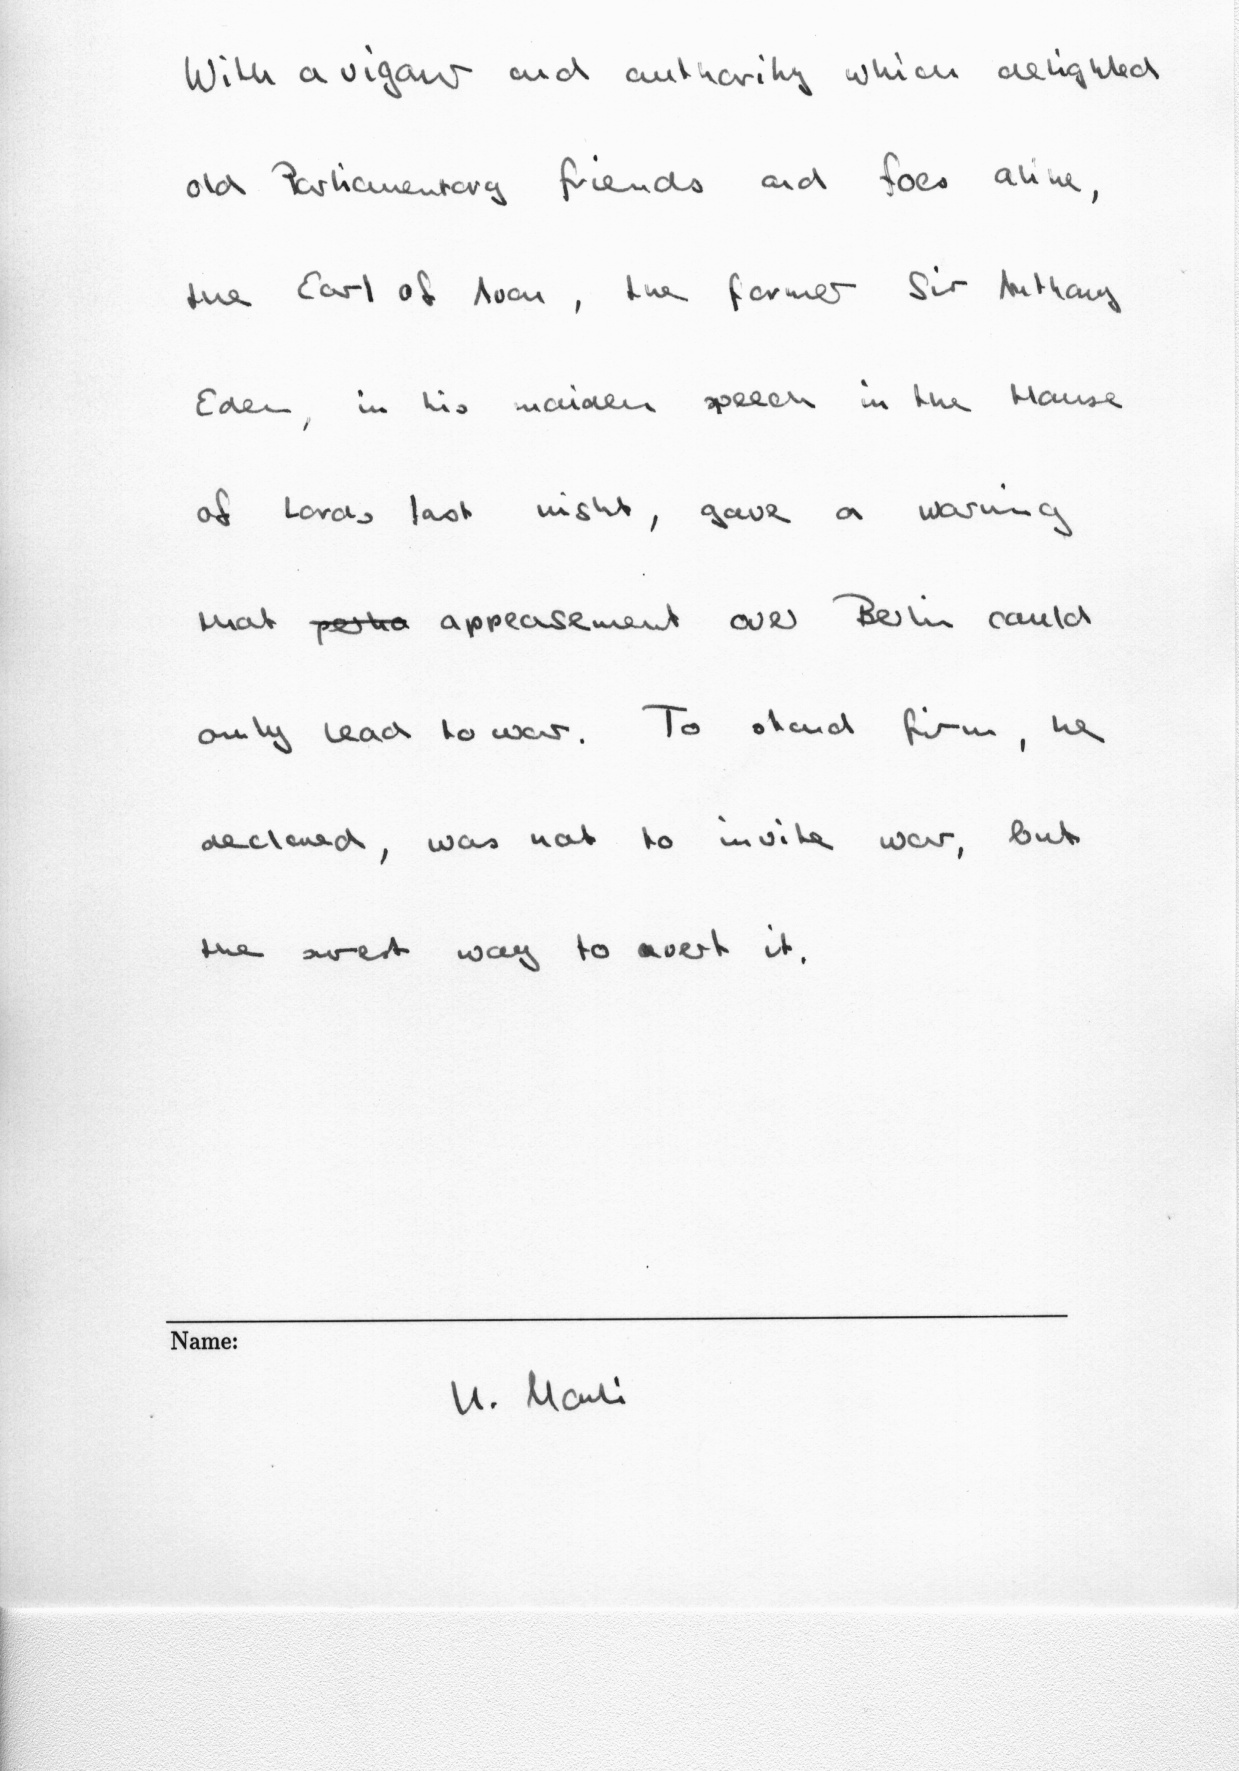 With a vigour and authority which delighted
old Parliamentary friends and foes alike,
the Earl of Avon, the former Sir Anthony
Eden, in his maiden speech in the House
of Lords last night, gave a warning
that appeasement over Berlin could
only lead to war. To stand firm, he
declared, was not to invite war, but
the surest way to avert it.
Name:
U. Marti